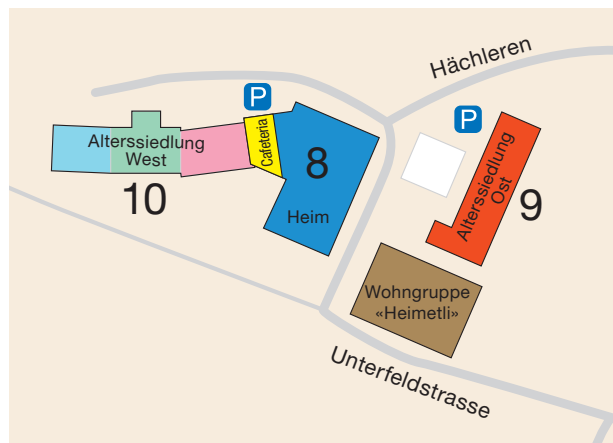 Hächleren
P
P
Alterssiedlung
West
Cafeteria
8
Heim
10
Alterssiedlung
Ost
9
Wohngruppe
«Heimetli»
Unterfeldstrasse